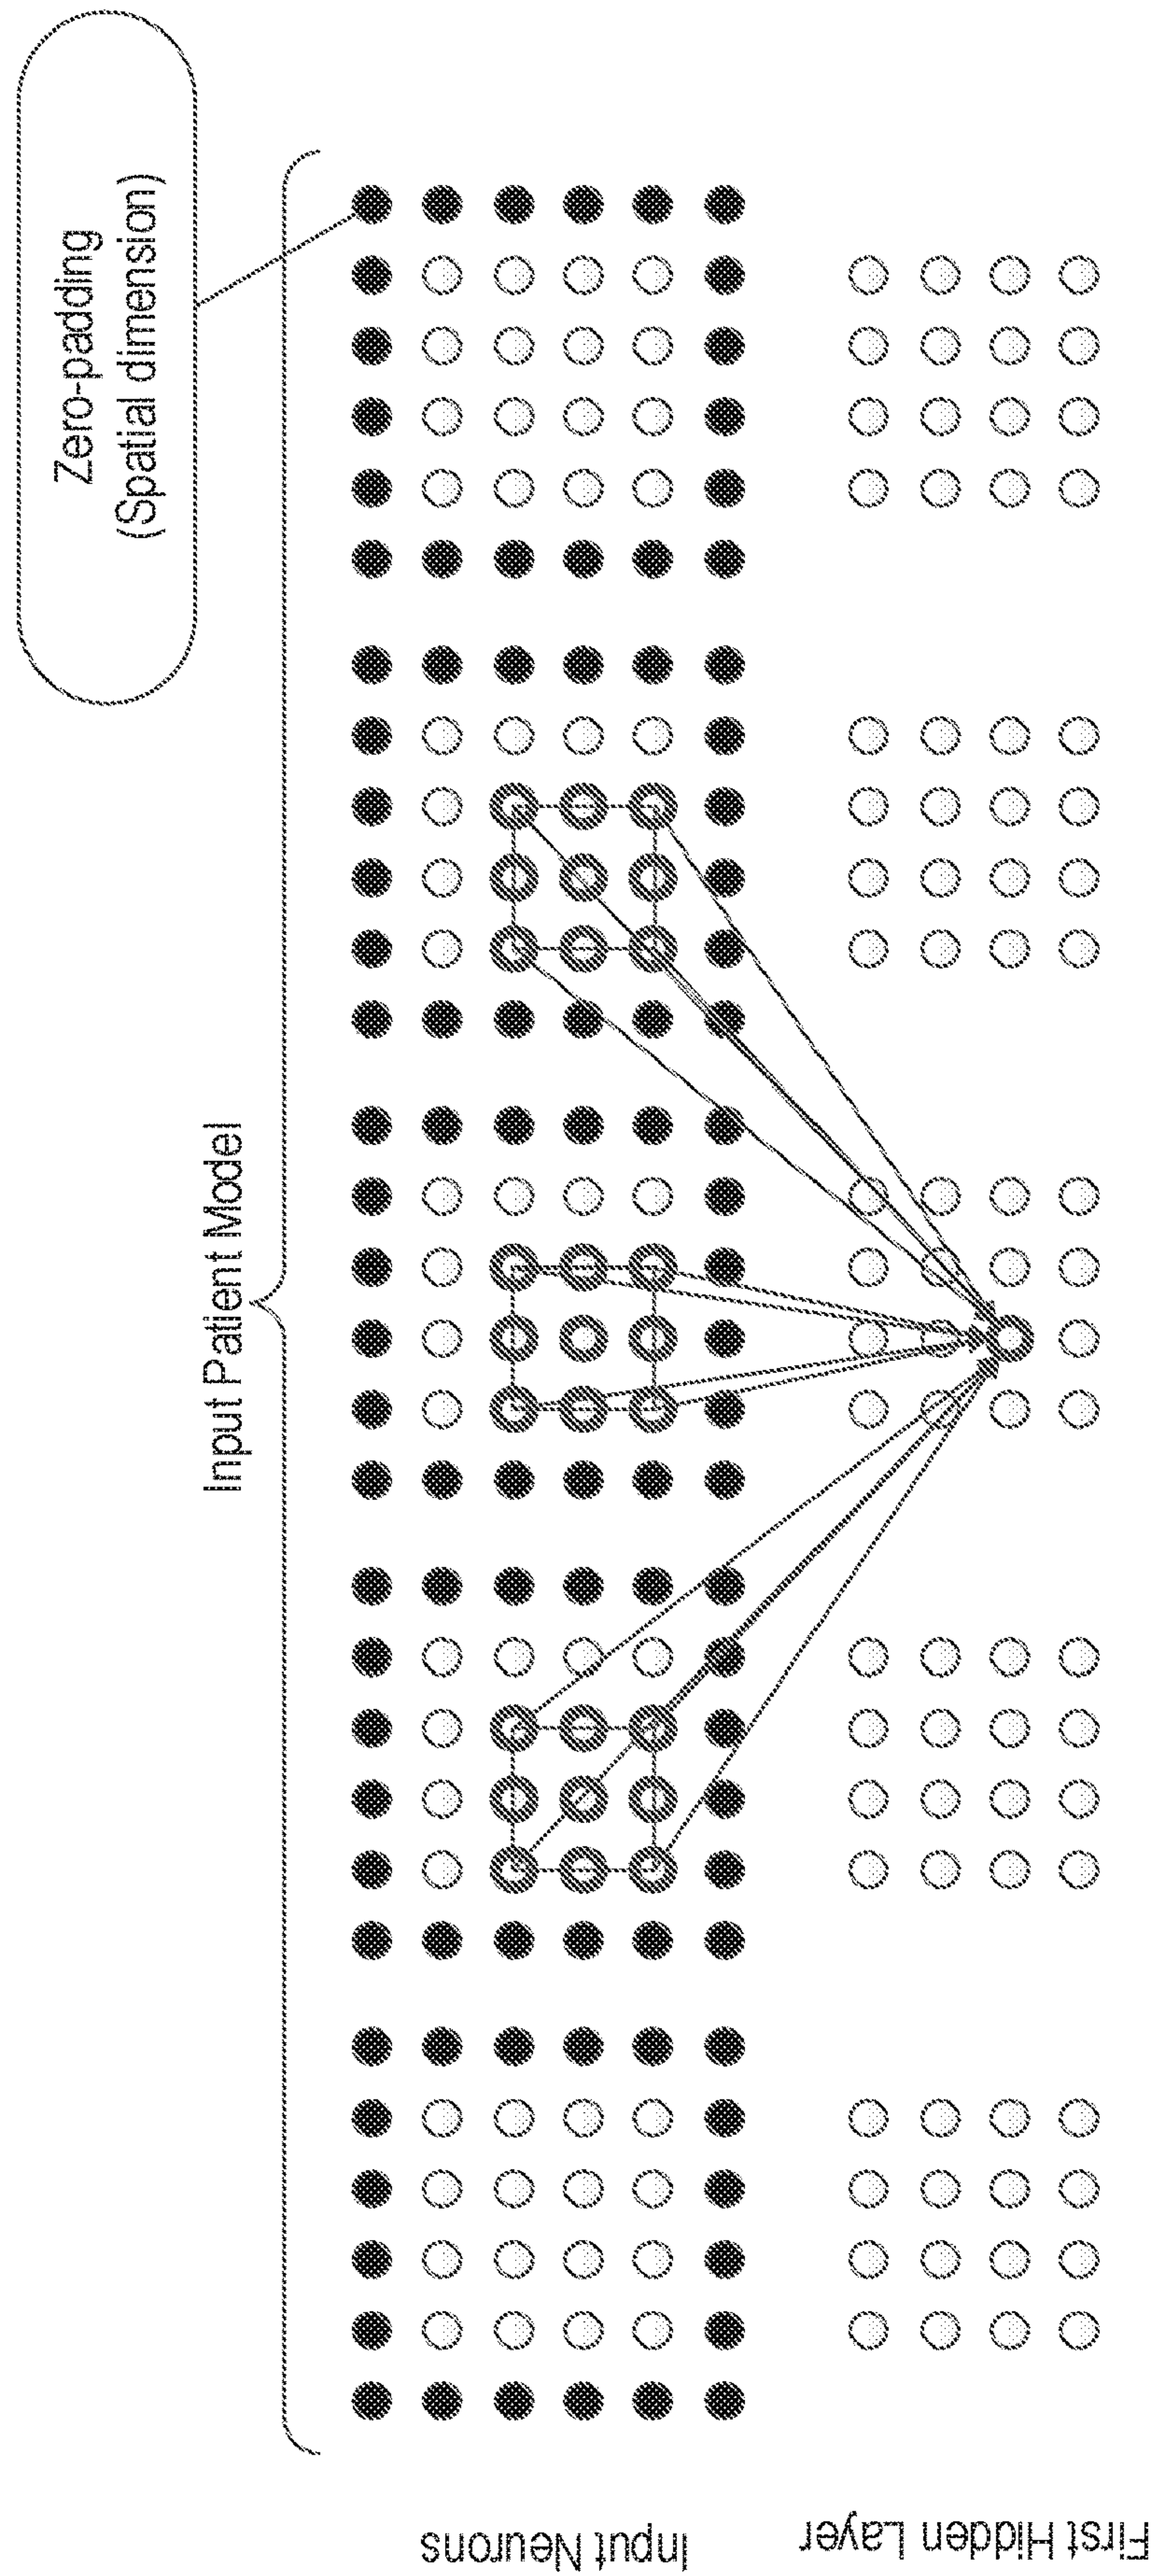 Zero-padding
(Spatial dimension)
Input Patient Model
Input Neurons
First Hidden Layer